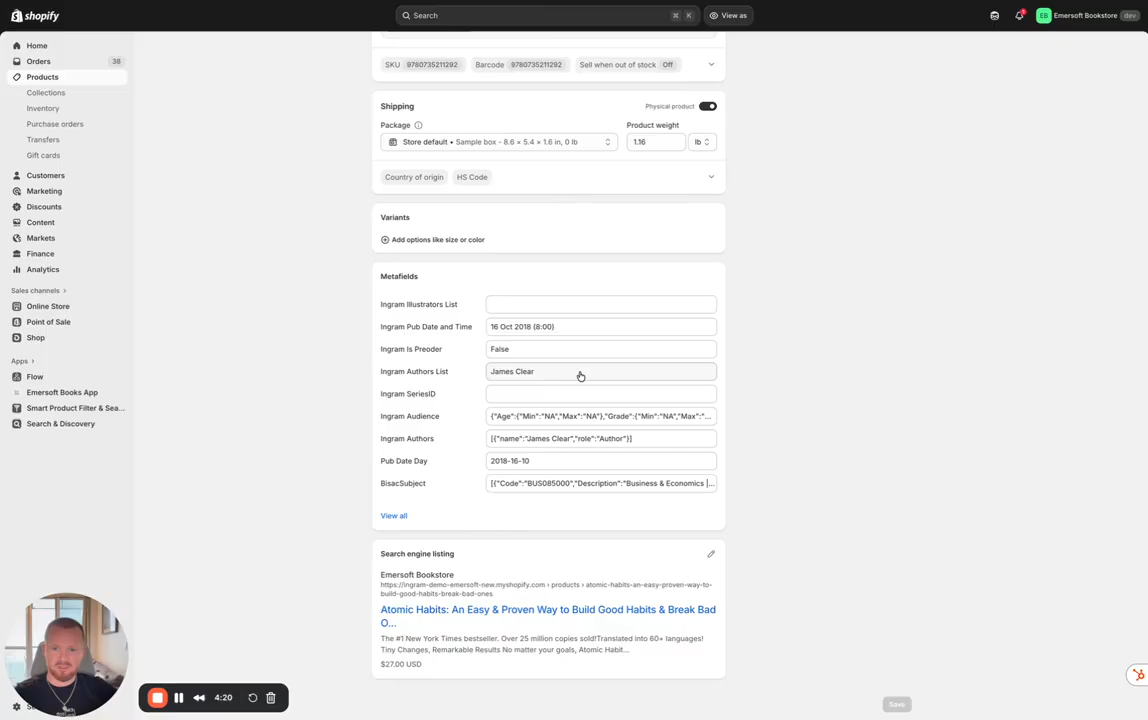 shopify
Search
⌘ K
View as
1
EB
Emersoft Bookstore
dev
Home
Orders
38
Products
Collections
Inventory
Purchase orders
Transfers
Gift cards
Customers
Marketing
Discounts
Content
Markets
Finance
Analytics
Sales channels >
Online Store
Point of Sale
Shop
Apps >
Flow
Emersoft Books App
Smart Product Filter & Sea...
Search & Discovery
SKU 9780735211292
Barcode 9780735211292
Sell when out of stock Off
Shipping
Physical product
Package
Product weight
Store default • Sample box - 8.6 × 5.4 × 1.6 in, 0 lb
1.16
lb
Country of origin
HS Code
Variants
Add options like size or color
Metafields
Ingram Illustrators List
Ingram Pub Date and Time
16 Oct 2018 (8:00)
Ingram Is Preoder
False
Ingram Authors List
James Clear
Ingram SeriesID
Ingram Audience
{"Age":{"Min":"NA","Max":"NA"},"Grade":{"Min":"NA","Max":"...
Ingram Authors
[{"name":"James Clear","role":"Author"}]
Pub Date Day
2018-16-10
BisacSubject
[{"Code":"BUS085000","Description":"Business & Economics |...
View all
Search engine listing
Emersoft Bookstore
https://ingram-demo-emersoft-new.myshopify.com › products › atomic-habits-an-easy-proven-way-to-
build-good-habits-break-bad-ones
Atomic Habits: An Easy & Proven Way to Build Good Habits & Break Bad
O...
The #1 New York Times bestseller. Over 25 million copies sold!Translated into 60+ languages!
Tiny Changes, Remarkable Results No matter your goals, Atomic Habit...
$27.00 USD
4:20
Save